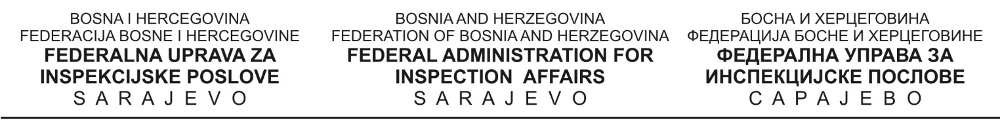 BOSNA I HERCEGOVINA
FEDERACIJA BOSNE I HERCEGOVINE
FEDERALNA UPRAVA ZA
INSPEKCIJSKE POSLOVE
S A R A J E V O
BOSNIA AND HERZEGOVINA
FEDERATION OF BOSNIA AND HERZEGOVINA
FEDERAL ADMINISTRATION FOR
INSPECTION AFFAIRS
S A R A J E V O
БОСНА И ХЕРЦЕГОВИНА
ФЕДЕРАЦИЈА БОСНЕ И ХЕРЦЕГОВИНЕ
ФЕДЕРАЛНА УПРАВА ЗА
ИНСПЕКЦИЈСКЕ ПОСЛОВЕ
С А Р А Ј Е В О